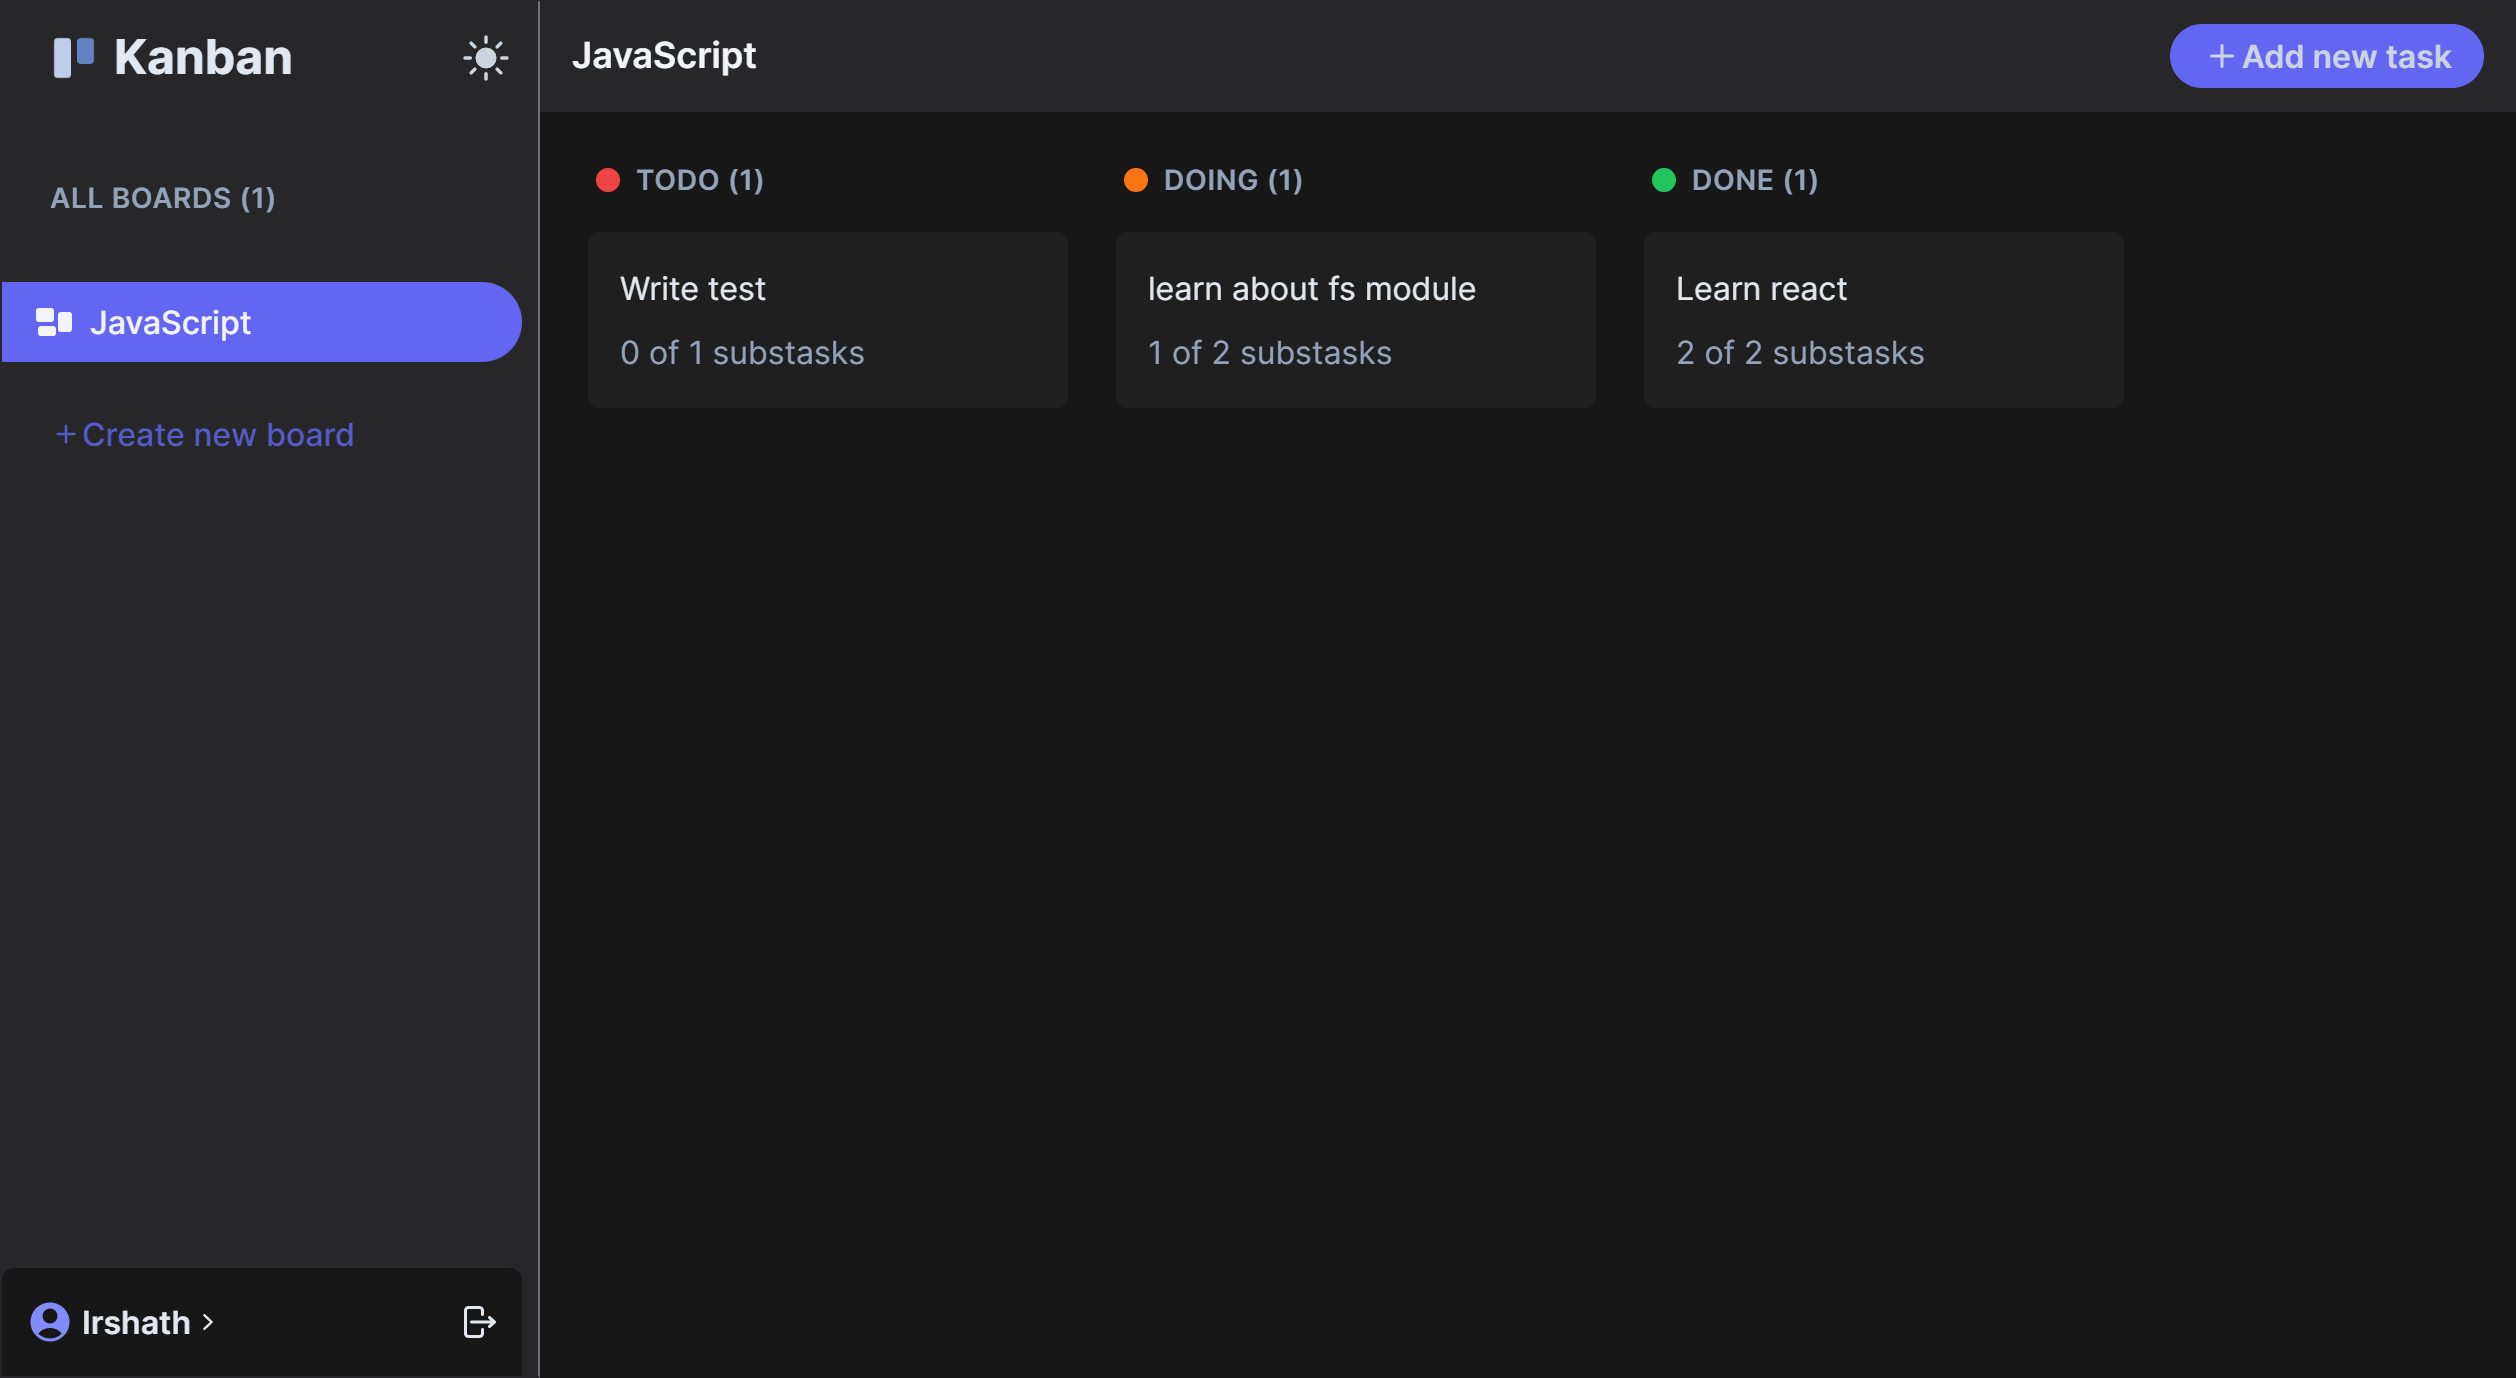 Kanban
ALL BOARDS (1)
JavaScript
+ Create new board
Irshath >
JavaScript
+ Add new task
TODO (1)
Write test
0 of 1 substasks
DOING (1)
learn about fs module
1 of 2 substasks
DONE (1)
Learn react
2 of 2 substasks